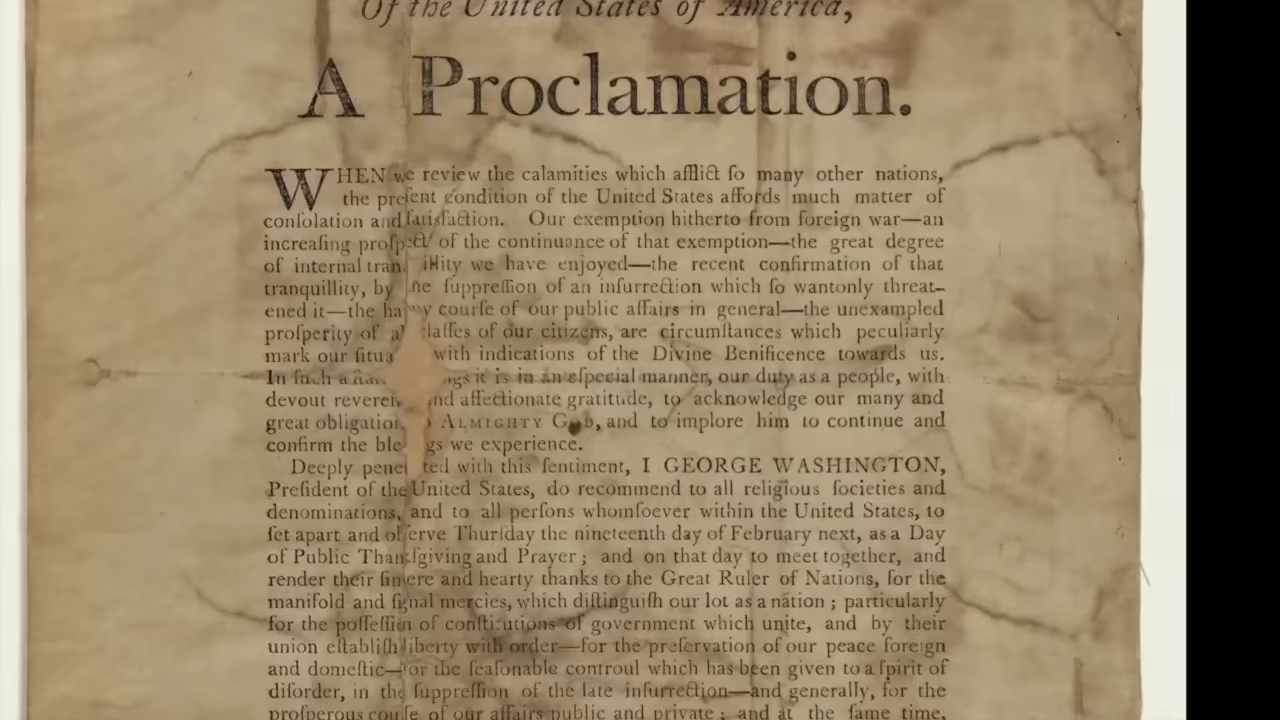 Of the United States of America,
A Proclamation.
WHEN we review the calamities which afflict ſo many other nations,
the preſent condition of the United States affords much matter of
conſolation and ſatisfaction. Our exemption hitherto from foreign war—an
increaſing proſpect of the continuance of that exemption—the great degree
of internal tranquillity we have enjoyed—the recent confirmation of that
tranquillity, by the ſuppreſſion of an inſurrection which ſo wantonly threat-
ened it—the happy courſe of our public affairs in general—the unexampled
proſperity of all claſſes of our citizens, are circumſtances which peculiarly
mark our ſitua with indications of the Divine Benificence towards us.
In ſuch a ngs it is in an eſpecial manner, our duty as a people, with
devout reveren nd affectionate gratitude, to acknowledge our many and
great obligatio ALMIGHTY God, and to implore him to continue and
confirm the ble gs we experience.
Deeply penet ted with this ſentiment, I GEORGE WASHINGTON,
Preſident of the United States, do recommend to all religious ſocieties and
denominations, and to all perſons whomſoever within the United States, to
ſet apart and obſerve Thurſday the nineteenth day of February next, as a Day
of Public Thankſgiving and Prayer ; and on that day to meet together, and
render their ſincere and hearty thanks to the Great Ruler of Nations, for the
manifold and ſignal mercies, which diſtinguiſh our lot as a nation ; particularly
for the poſſeſſion of conſtitutions of government which unite, and by their
union eſtabliſh liberty with order—for the preſervation of our peace foreign
and domeſtic—for the ſeaſonable controul which has been given to a ſpirit of
diſorder, in the ſuppreſſion of the late inſurrection—and generally, for the
proſperous courſe of our affairs public and private ; and at the ſame time,